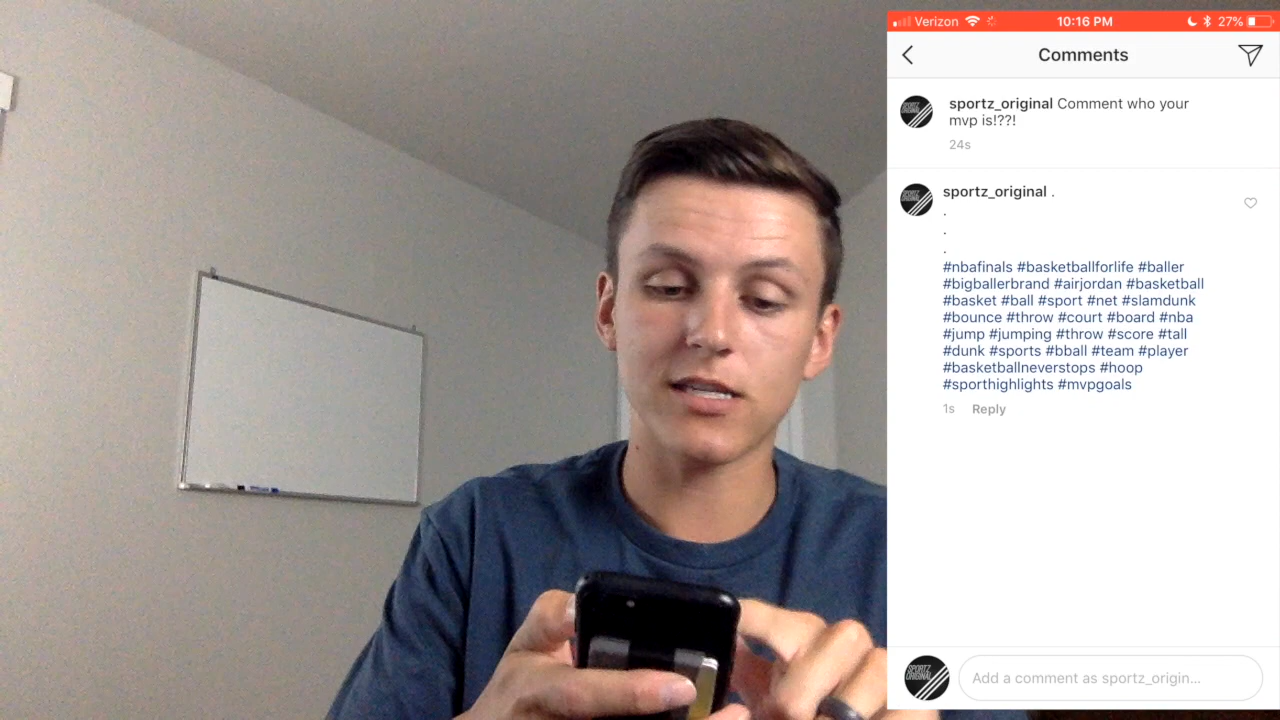 Verizon 10:16 PM 27%
Comments
sportz_original Comment who your
mvp is!??!
24s
sportz_original .
.
.
.
#nbafinals #basketballforlife #baller
#bigballerbrand #airjordan #basketball
#basket #ball #sport #net #slamdunk
#bounce #throw #court #board #nba
#jump #jumping #throw #score #tall
#dunk #sports #bball #team #player
#basketballneverstops #hoop
#sporthighlights #mvpgoals
1s Reply
SPORTZ
ORIGINAL
Add a comment as sportz_origin...